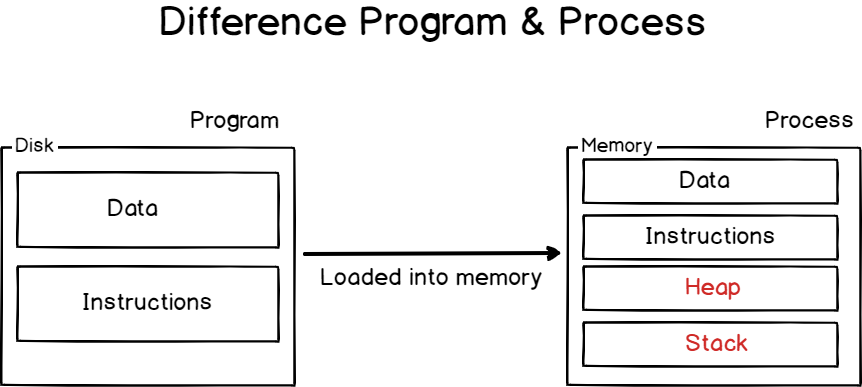 Difference Program & Process
Program
Disk
Data
Instructions
Loaded into memory
Process
Memory
Data
Instructions
Heap
Stack